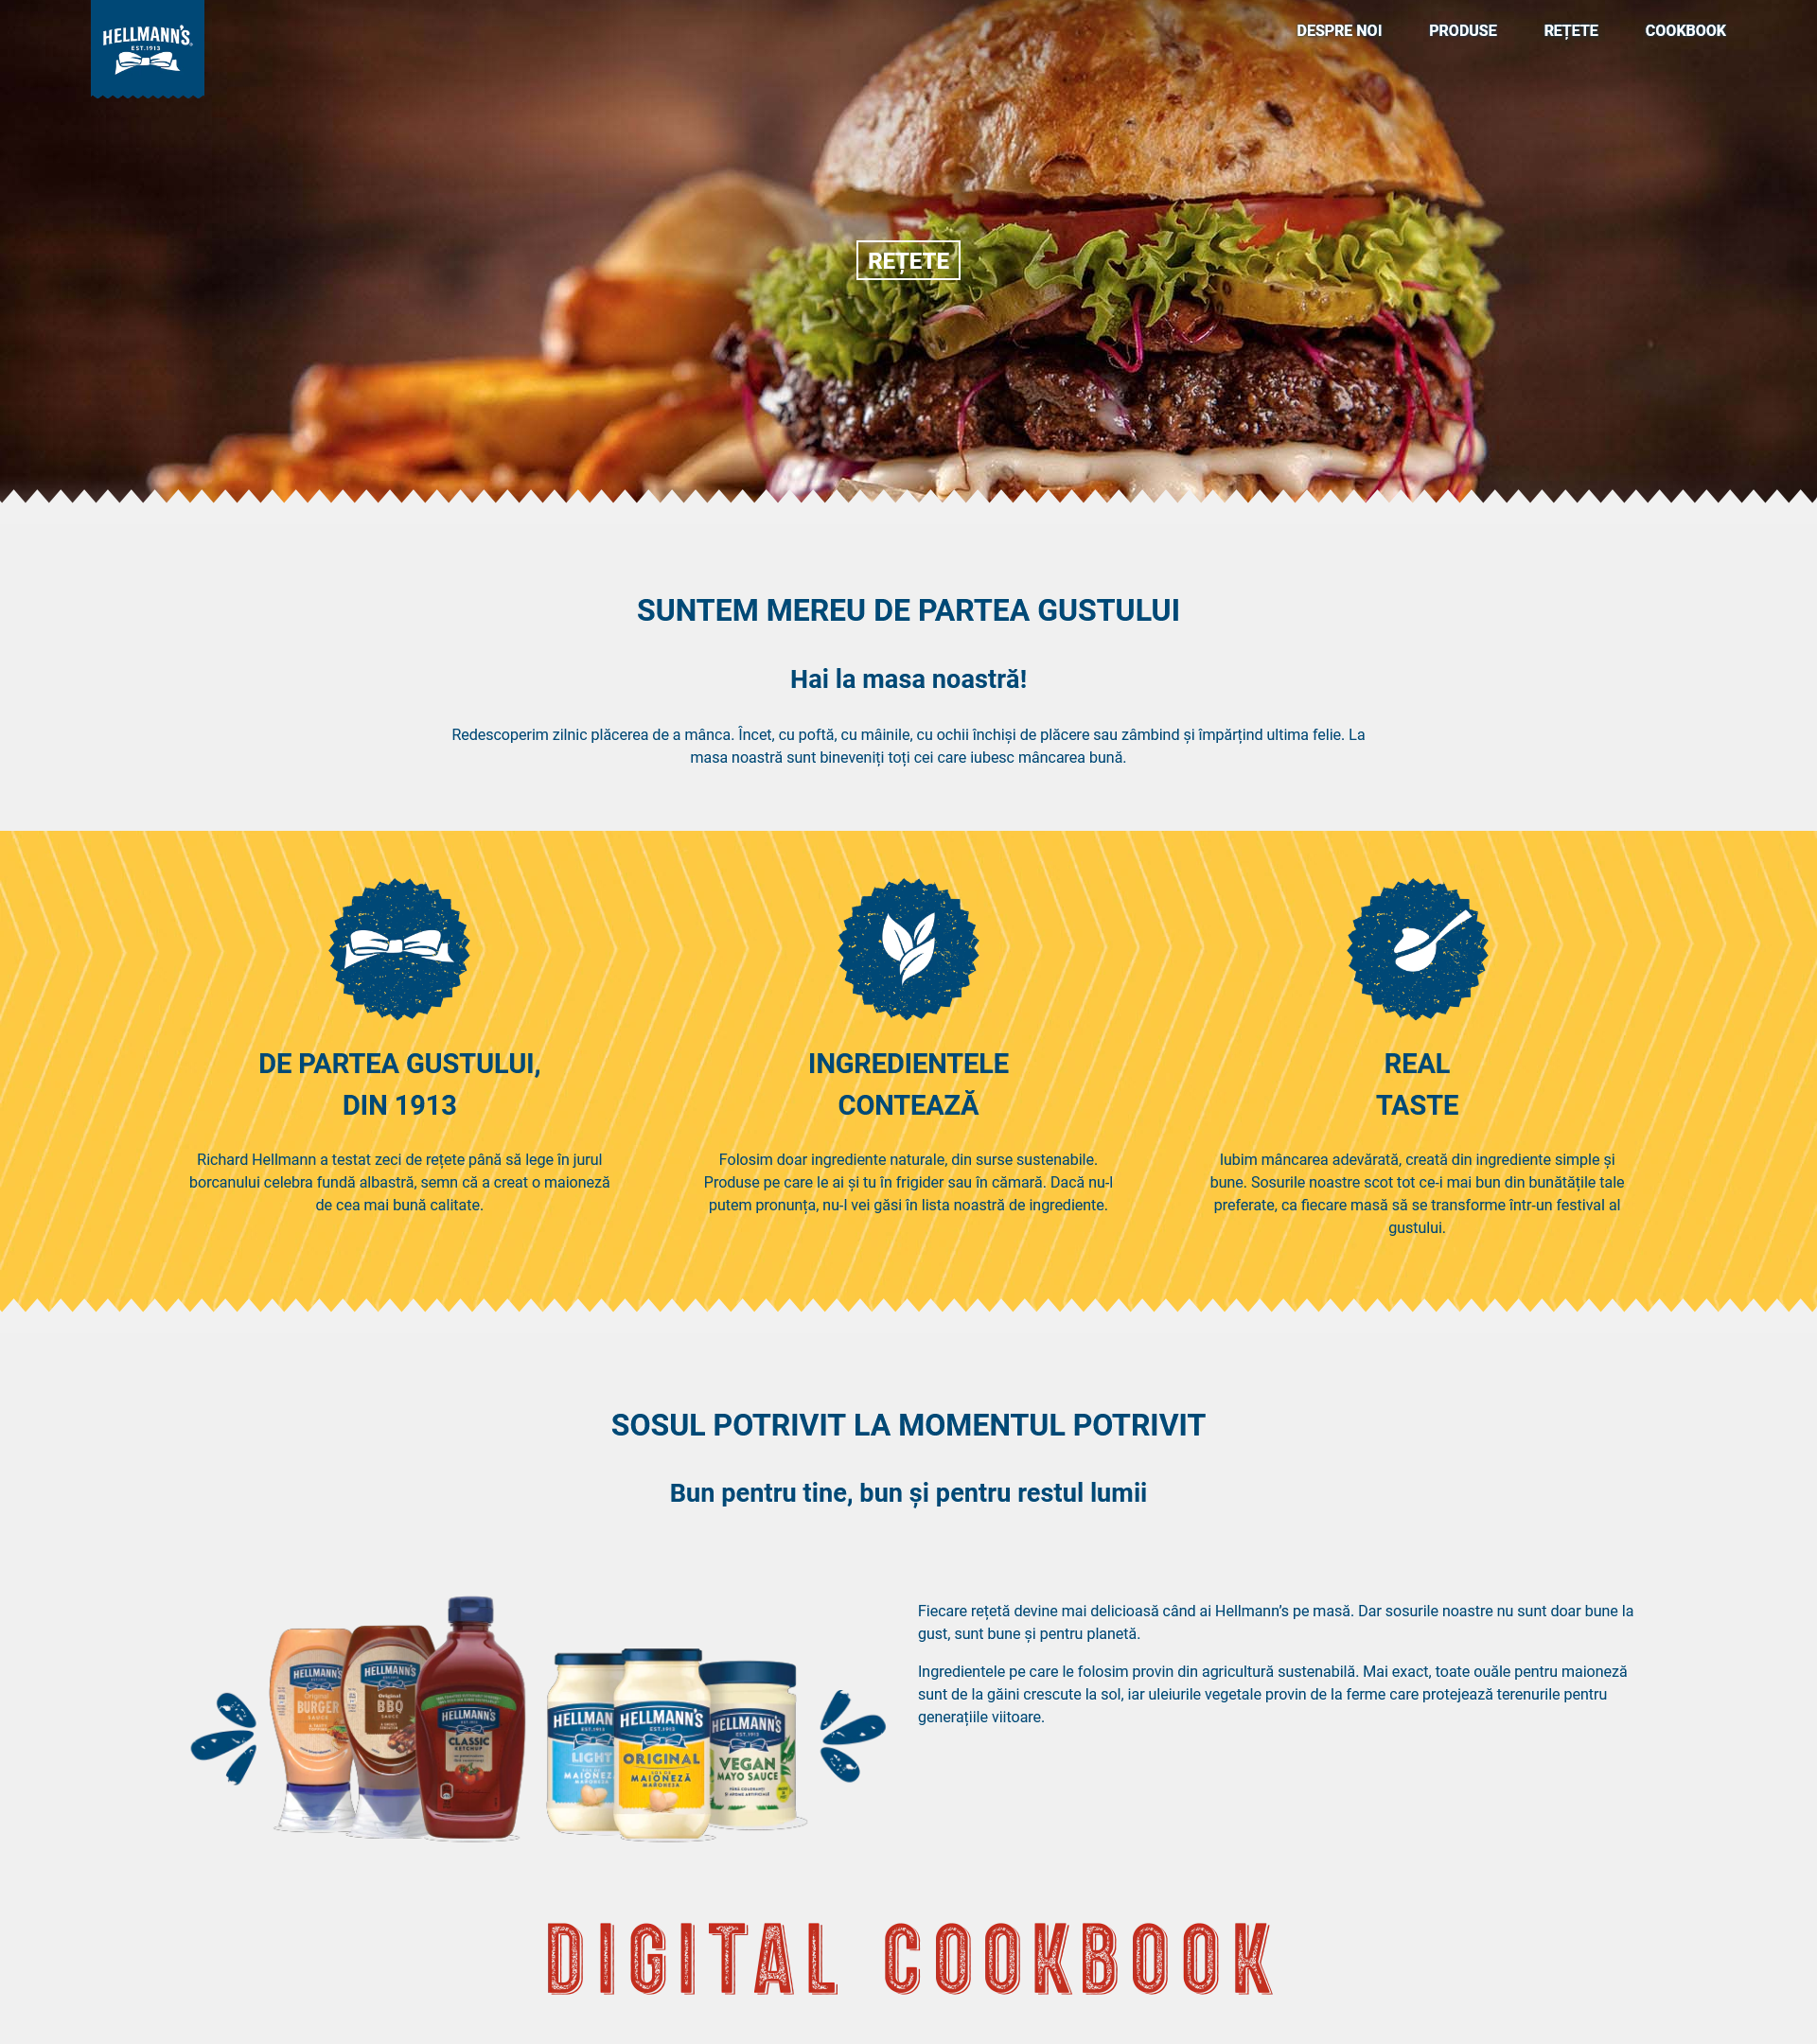 HELLMANN'S
EST.1913
DESPRE NOI
PRODUSE
REȚETE
COOKBOOK
REȚETE
SUNTEM MEREU DE PARTEA GUSTULUI
Hai la masa noastră!
Redescoperim zilnic plăcerea de a mânca. Încet, cu poftă, cu mâinile, cu ochii închiși de plăcere sau zâmbind și împărțind ultima felie. La
masa noastră sunt bineveniți toți cei care iubesc mâncarea bună.
DE PARTEA GUSTULUI,
DIN 1913
Richard Hellmann a testat zeci de rețete până să lege în jurul
borcanului celebra fundă albastră, semn că a creat o maioneză
de cea mai bună calitate.
INGREDIENTELE
CONTEAZĂ
Folosim doar ingrediente naturale, din surse sustenabile.
Produse pe care le ai și tu în frigider sau în cămară. Dacă nu-l
putem pronunța, nu-l vei găsi în lista noastră de ingrediente.
REAL
TASTE
Iubim mâncarea adevărată, creată din ingrediente simple și
bune. Sosurile noastre scot tot ce-i mai bun din bunătățile tale
preferate, ca fiecare masă să se transforme într-un festival al
gustului.
SOSUL POTRIVIT LA MOMENTUL POTRIVIT
Bun pentru tine, bun și pentru restul lumii
HELLMANN'S
Original
BURGER
SAUCE
HELLMANN'S
Original
BBQ
SAUCE
HELLMANN'S
CLASSIC
KETCHUP
HELLMANN
LIGHT
MAIONEZ
HELLMANN'S
EST.1913
ORIGINAL
SOS DE
MAIONEZĂ
HELLMANN'S
VEGAN
MAYO SAUCE
Fiecare rețetă devine mai delicioasă când ai Hellmann’s pe masă. Dar sosurile noastre nu sunt doar bune la
gust, sunt bune și pentru planetă.
Ingredientele pe care le folosim provin din agricultură sustenabilă. Mai exact, toate ouăle pentru maioneză
sunt de la găini crescute la sol, iar uleiurile vegetale provin de la ferme care protejează terenurile pentru
generațiile viitoare.
DIGITAL COOKBOOK